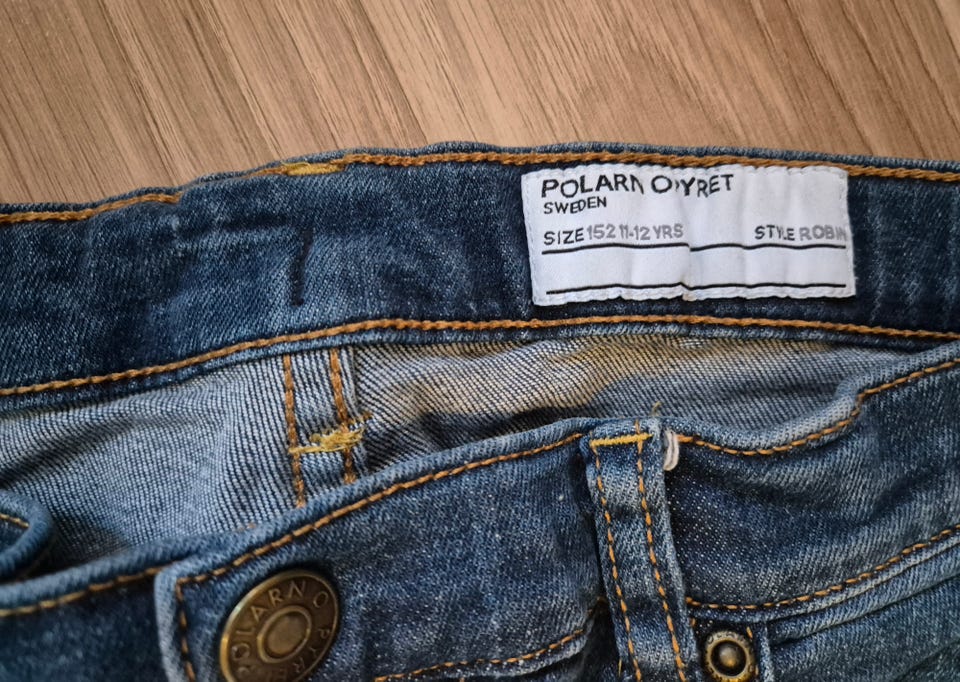 POLARN O.PYRET
SWEDEN
SIZE 152 11-12 YRS STYLE ROBIN
POLARN O PYRET